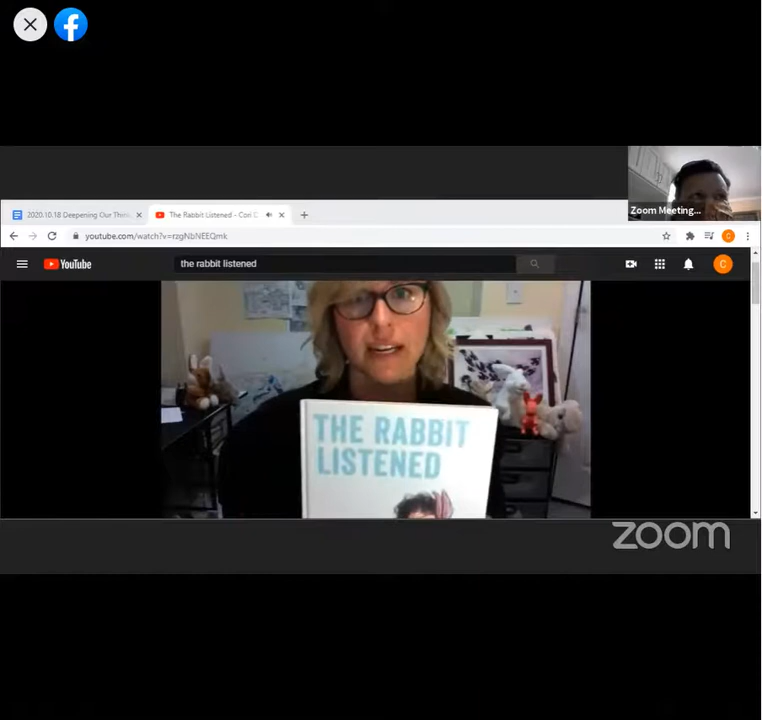 Zoom Meeting...
2020.10.18 Deepening Our Thro
The Rabbit Listened - Cori D
youtube.com/watch?v=rzgNbNEEQmk
YouTube
the rabbit listened
C
THE RABBIT
LISTENED
zoom